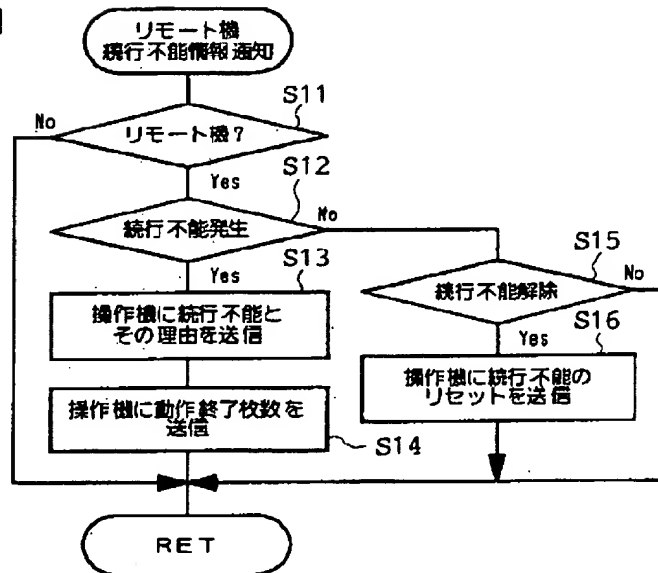 リモート機
続行不能情報通知
S11
No
リモート機？
Yes
S12
続行不能発生
No
Yes
S13
操作機に続行不能と
その理由を送信
操作機に動作終了枚数を
送信
S14
S15
続行不能解除
No
Yes
S16
操作機に続行不能の
リセットを送信
RET